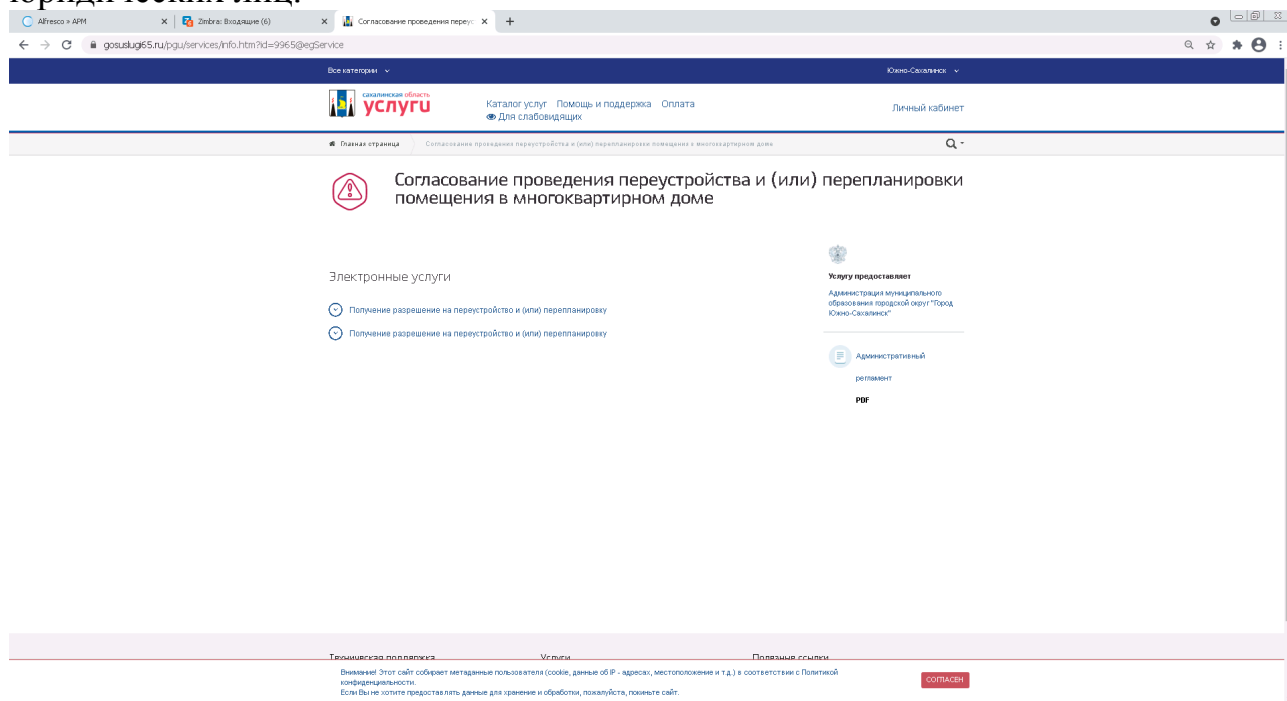 юридических лиц.
Alfresco » АРМ
Zimbra: Входящие (6)
Согласование проведения переус
gosuslugi65.ru/pgu/services/info.htm?id=9965@egService
Все категории
Южно-Сахалинск
сахалинская область
услуги
Каталог услуг Помощь и поддержка Оплата
Для слабовидящих
Личный кабинет
Главная страница
Согласование проведения переустройства и (или) перепланировки помещения в многоквартирном доме
Согласование проведения переустройства и (или) перепланировки
помещения в многоквартирном доме
Электронные услуги
Получение разрешение на переустройство и (или) перепланировку
Получение разрешение на переустройство и (или) перепланировку
Услугу предоставляет
Администрация муниципального
образования городской округ "Город
Южно-Сахалинск"
Административный
регламент
PDF
Техническая поддержка
Услуги
Полезные ссылки
Внимание! Этот сайт собирает метаданные пользователя (cookie, данные об IP - адресах, местоположение и т.д.) в соответствии с Политикой
конфиденциальности.
Если Вы не хотите предоставлять данные для хранение и обработки, пожалуйста, покиньте сайт.
СОГЛАСЕН